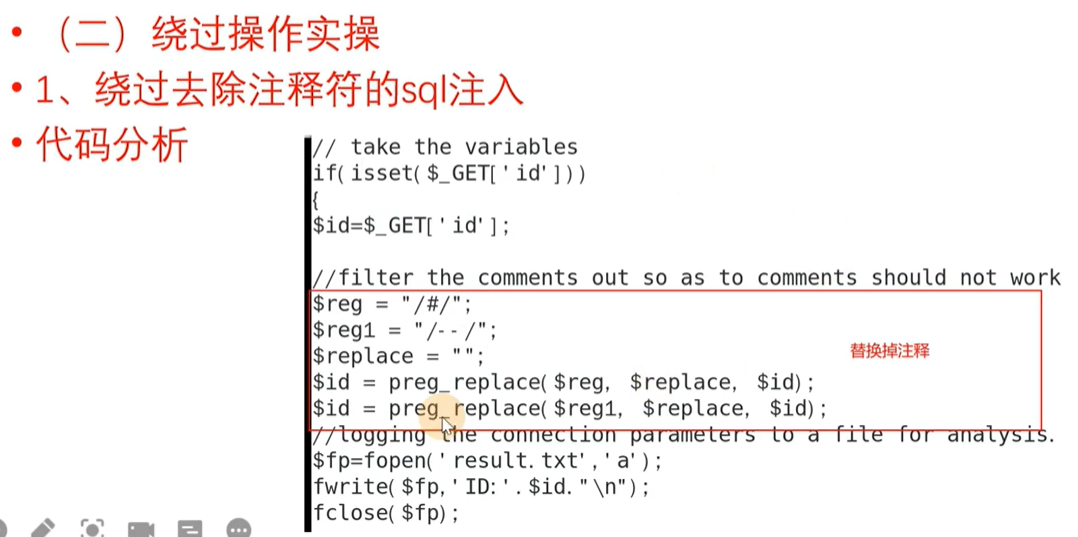 （二）绕过操作实操
1、绕过去除注释符的sql注入
代码分析
// take the variables
if(isset($_GET['id']))
{
$id=$_GET['id'];
//filter the comments out so as to comments should not work
$reg = "/#/";
$reg1 = "/--/";
$replace = "";
替换掉注释
$id = preg_replace($reg, $replace, $id);
$id = preg_replace($reg1, $replace, $id);
//logging the connection parameters to a file for analysis.
$fp=fopen('result.txt','a');
fwrite($fp,'ID:'.$id."\n");
fclose($fp);